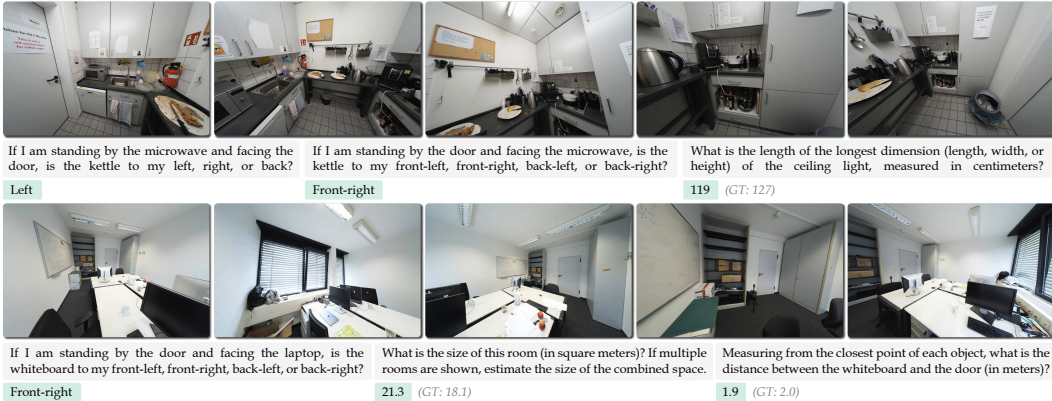 If I am standing by the microwave and facing the
door, is the kettle to my left, right, or back?
Left
If I am standing by the door and facing the microwave, is the
kettle to my front-left, front-right, back-left, or back-right?
Front-right
What is the length of the longest dimension (length, width, or
height) of the ceiling light, measured in centimeters?
119 (GT: 127)
If I am standing by the door and facing the laptop, is the
whiteboard to my front-left, front-right, back-left, or back-right?
Front-right
What is the size of this room (in square meters)? If multiple
rooms are shown, estimate the size of the combined space.
21.3 (GT: 18.1)
Measuring from the closest point of each object, what is the
distance between the whiteboard and the door (in meters)?
1.9 (GT: 2.0)